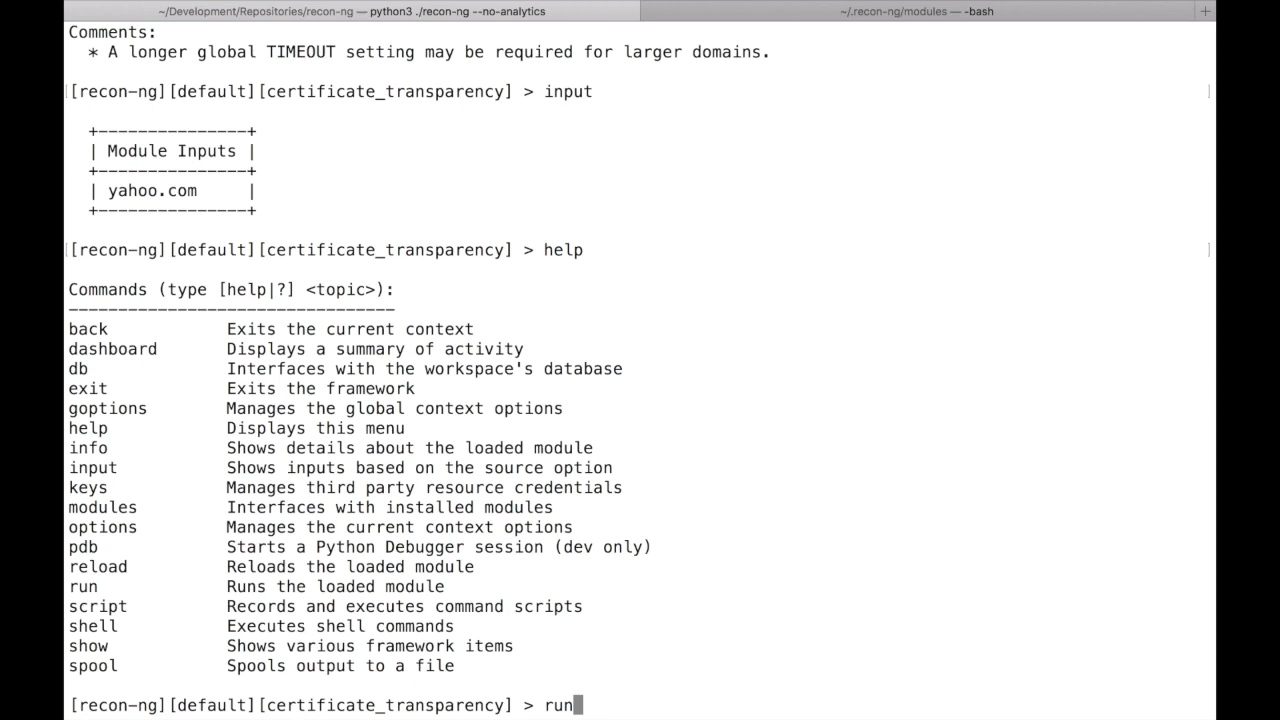 ~/Development/Repositories/recon-ng — python3 ./recon-ng --no-analytics
~/.recon-ng/modules — -bash
+
Comments:
* A longer global TIMEOUT setting may be required for larger domains.
[[recon-ng][default][certificate_transparency] > input ]
+---------------+
| Module Inputs |
+---------------+
| yahoo.com     |
+---------------+
[[recon-ng][default][certificate_transparency] > help ]
Commands (type [help|?] <topic>):
---------------------------------
back            Exits the current context
dashboard       Displays a summary of activity
db              Interfaces with the workspace's database
exit            Exits the framework
goptions        Manages the global context options
help            Displays this menu
info            Shows details about the loaded module
input           Shows inputs based on the source option
keys            Manages third party resource credentials
modules         Interfaces with installed modules
options         Manages the current context options
pdb             Starts a Python Debugger session (dev only)
reload          Reloads the loaded module
run             Runs the loaded module
script          Records and executes command scripts
shell           Executes shell commands
show            Shows various framework items
spool           Spools output to a file
[recon-ng][default][certificate_transparency] > run